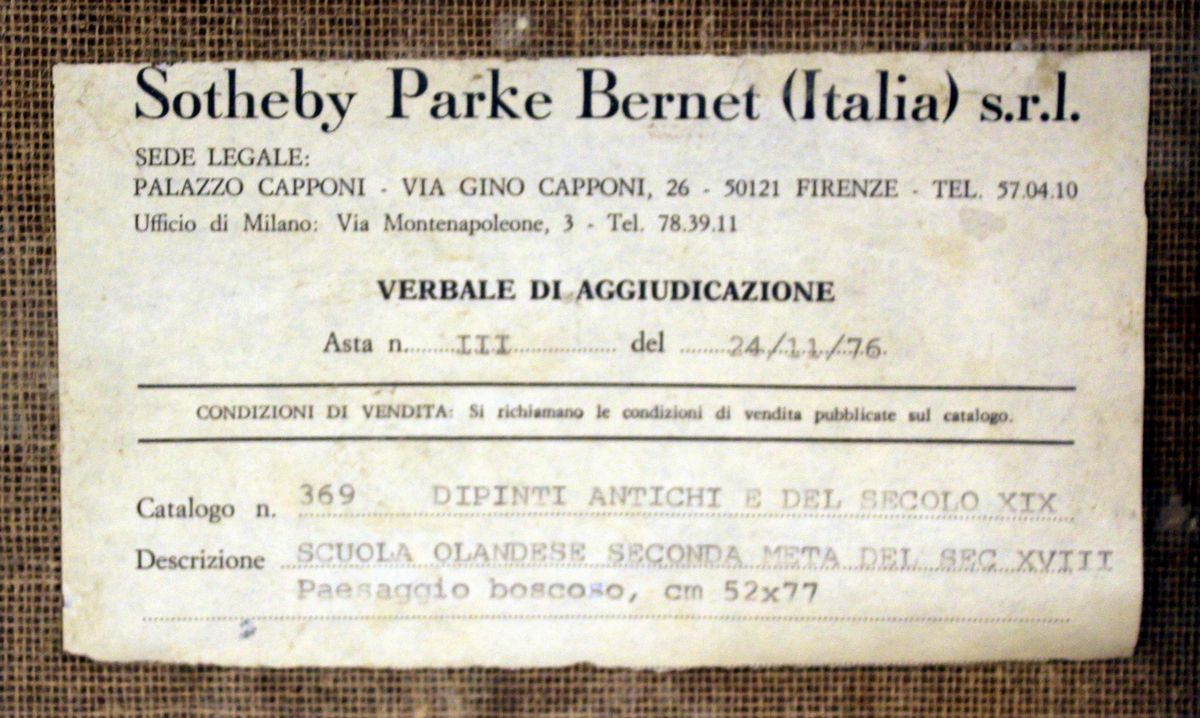 Sotheby Parke Bernet (Italia) s.r.l.
SEDE LEGALE:
PALAZZO CAPPONI - VIA GINO CAPPONI, 26 - 50121 FIRENZE - TEL. 57.04.10
Ufficio di Milano: Via Montenapoleone, 3 - Tel. 78.39.11
VERBALE DI AGGIUDICAZIONE
Asta n. III del 24/11/76
CONDIZIONI DI VENDITA: Si richiamano le condizioni di vendita pubblicate sul catalogo.
Catalogo n. 369 DIPINTI ANTICHI E DEL SECOLO XIX
Descrizione SCUOLA OLANDESE SECONDA META DEL SEC XVIII
Paesaggio boscoso, cm 52x77